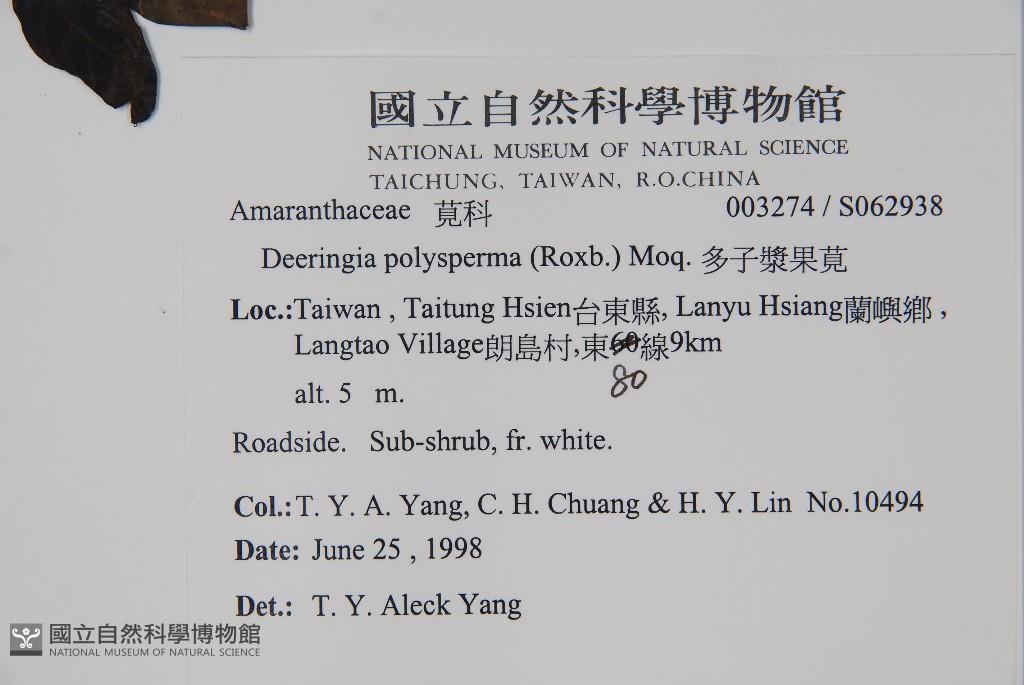 國立自然科學博物館
NATIONAL MUSEUM OF NATURAL SCIENCE
TAICHUNG, TAIWAN, R.O.CHINA
Amaranthaceae 莧科 003274 / S062938
Deeringia polysperma (Roxb.) Moq. 多子漿果莧
Loc.:Taiwan , Taitung Hsien台東縣, Lanyu Hsiang蘭嶼鄉 ,
Langtao Village朗島村,東60線9km
80
alt. 5 m.
Roadside. Sub-shrub, fr. white.
Col.:T. Y. A. Yang, C. H. Chuang & H. Y. Lin No.10494
Date: June 25 , 1998
Det.: T. Y. Aleck Yang
國立自然科學博物館
NATIONAL MUSEUM OF NATURAL SCIENCE